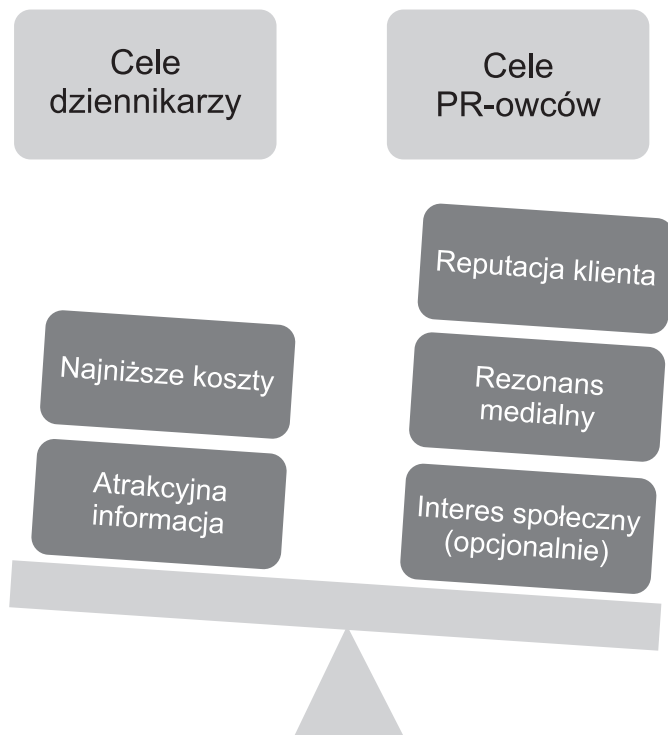 Cele
dziennikarzy
Cele
PR-owców
Reputacja klienta
Najniższe koszty
Rezonans
medialny
Atrakcyjna
informacja
Interes społeczny
(opcjonalnie)